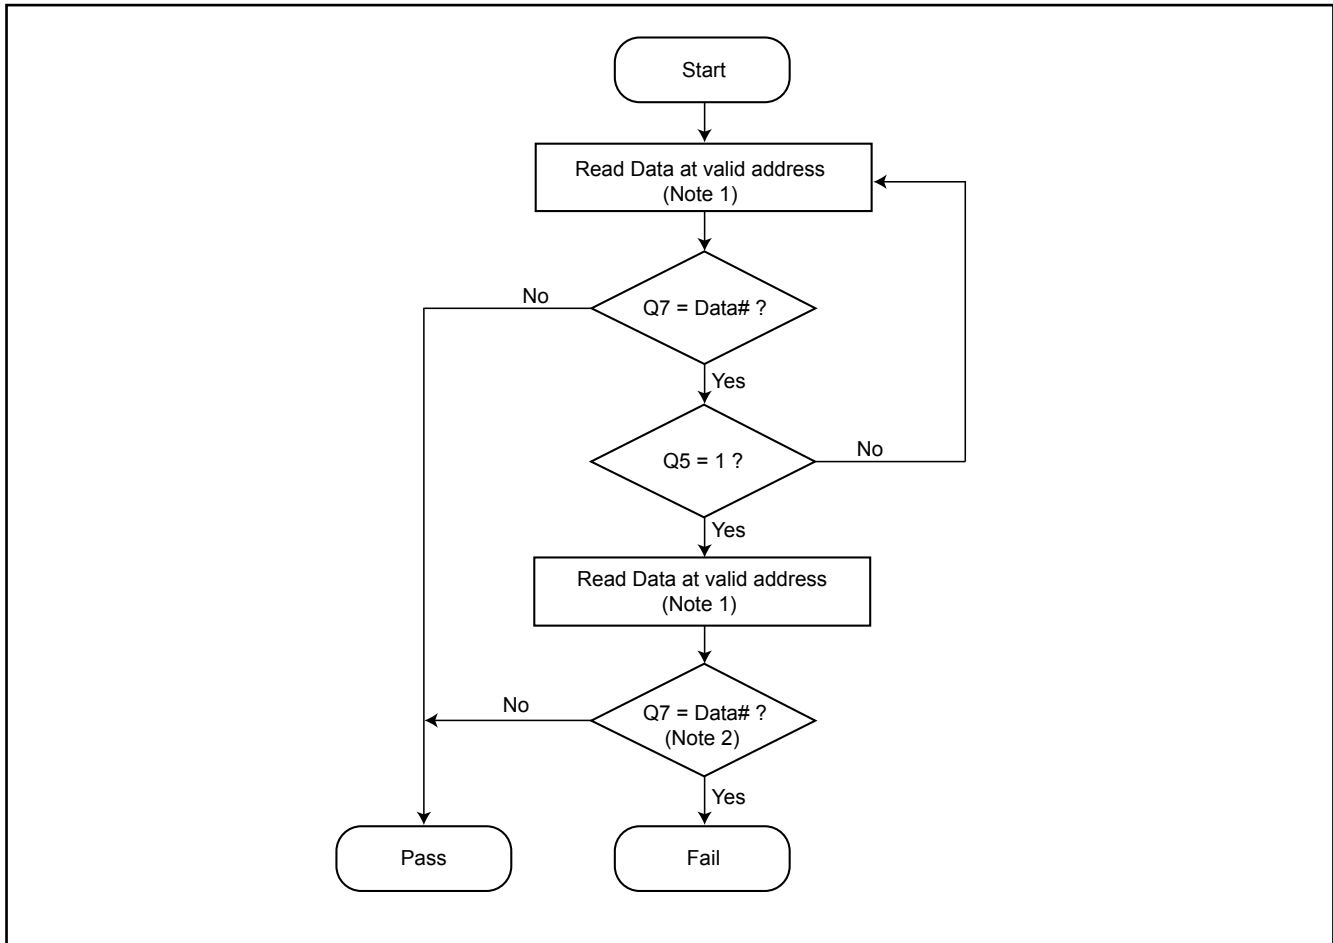 Start
Read Data at valid address
(Note 1)
No
Q7 = Data# ?
Yes
Q5 = 1 ?
No
Yes
Read Data at valid address
(Note 1)
No
Q7 = Data# ?
(Note 2)
Yes
Pass
Fail